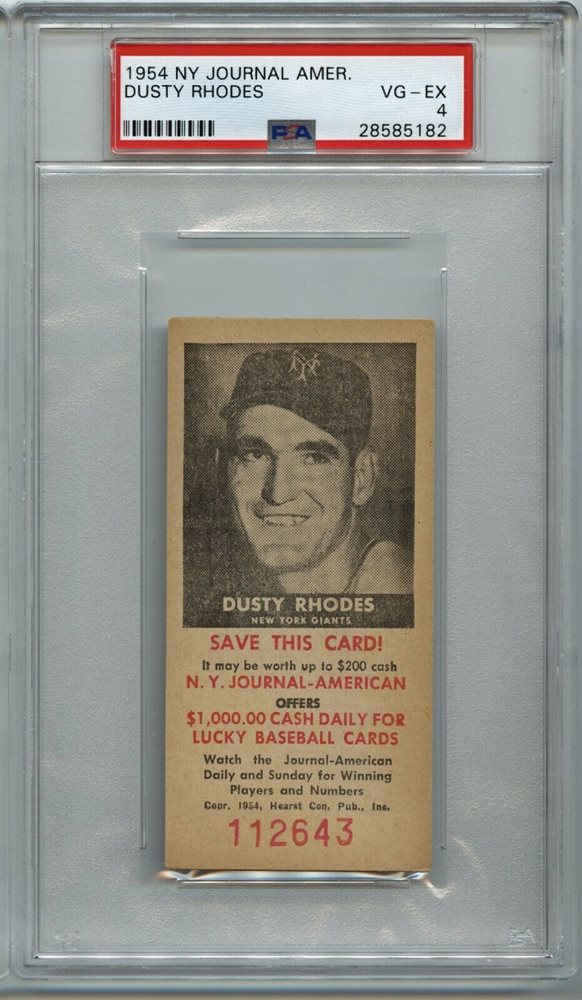 1954 NY JOURNAL AMER.
DUSTY RHODES VG-EX
4
PSA 28585182
NY
DUSTY RHODES
NEW YORK GIANTS
SAVE THIS CARD!
It may be worth up to $200 cash
N.Y. JOURNAL-AMERICAN
OFFERS
$1,000.00 CASH DAILY FOR
LUCKY BASEBALL CARDS
Watch the Journal-American
Daily and Sunday for Winning
Players and Numbers
Copr. 1954, Hearst Con. Pub., Inc.
112643